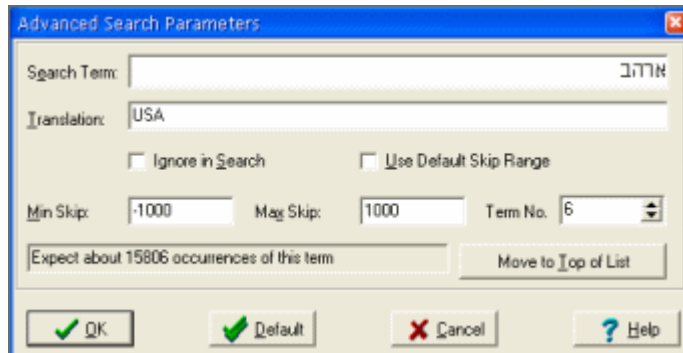 Advanced Search Parameters
Search Term: ארהב
Translation: USA
Ignore in Search Use Default Skip Range
Min Skip: -1000 Max Skip: 1000 Term No. 6
Expect about 15806 occurrences of this term Move to Top of List
OK Default Cancel Help